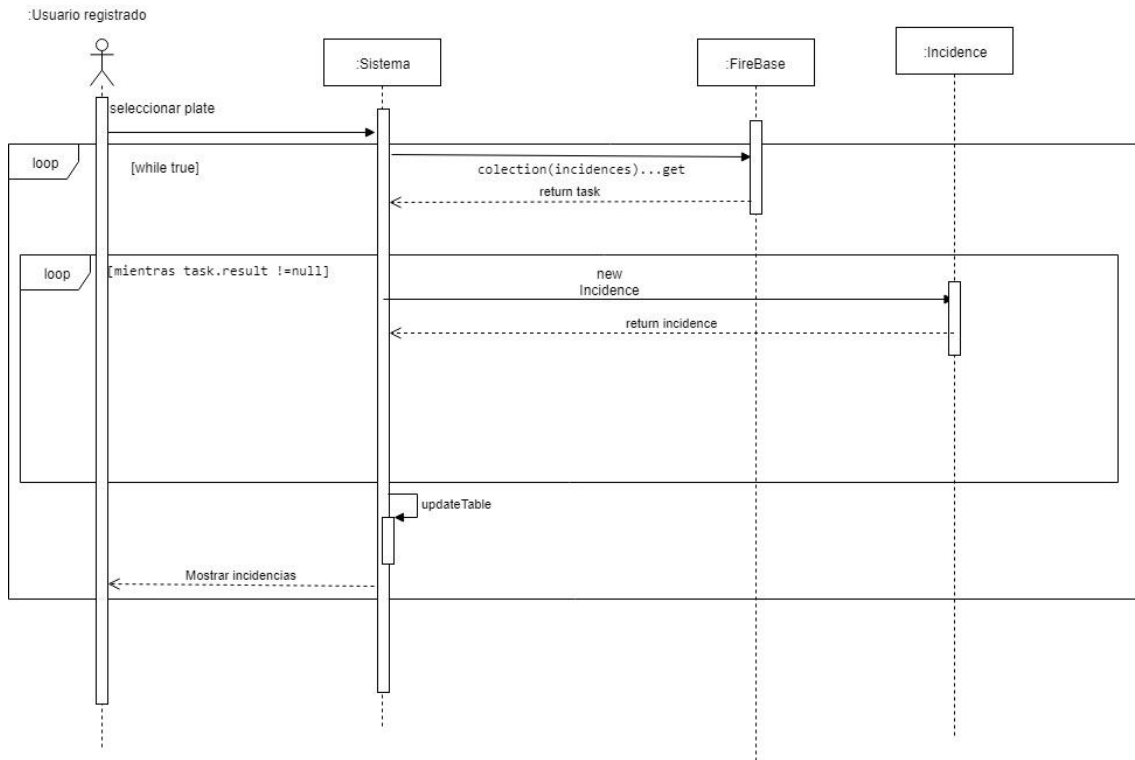 :Usuario registrado
:Sistema
:FireBase
:Incidence
seleccionar plate
loop
[while true]
colection(incidences)...get
return task
loop
[mientras task.result !=null]
new
Incidence
return incidence
updateTable
Mostrar incidencias